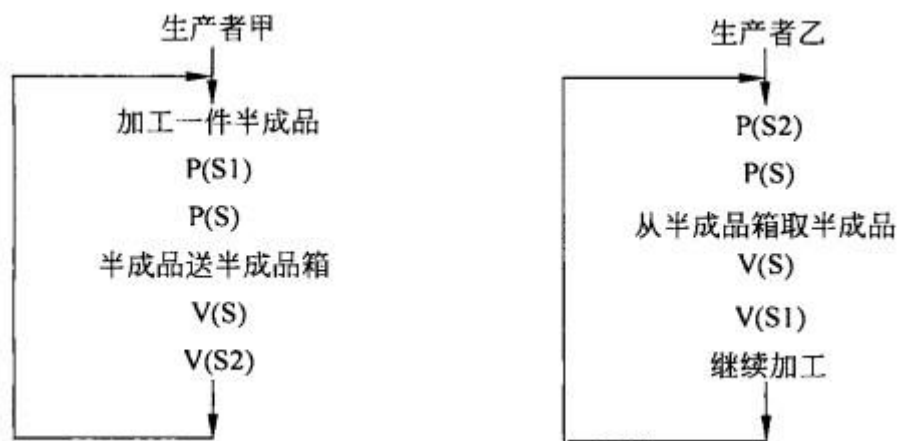 生产者甲
加工一件半成品
P(S1)
P(S)
半成品送半成品箱
V(S)
V(S2)
生产者乙
P(S2)
P(S)
从半成品箱取半成品
V(S)
V(S1)
继续加工